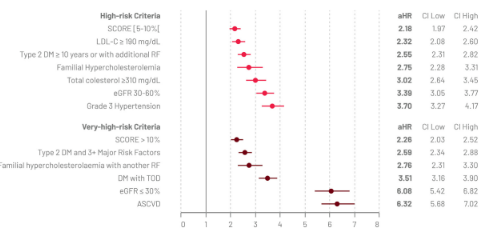 High-risk Criteria aHR CI Low CI High
SCORE [5-10%[ 2.18 1.97 2.42
LDL-C ≥ 190 mg/dL 2.32 2.08 2.60
Type 2 DM ≥ 10 years or with additional RF 2.55 2.31 2.82
Familial Hypercholesterolemia 2.75 2.28 3.31
Total colesterol ≥310 mg/dL 3.02 2.64 3.45
eGFR 30-60% 3.39 3.05 3.77
Grade 3 Hypertension 3.70 3.27 4.17
Very-high-risk Criteria aHR CI Low CI High
SCORE > 10% 2.26 2.03 2.52
Type 2 DM and 3+ Major Risk Factors 2.59 2.34 2.88
Familial hypercholesterolaemia with another RF 2.76 2.31 3.30
DM with TOD 3.51 3.16 3.90
eGFR ≤ 30% 6.08 5.42 6.82
ASCVD 6.32 5.68 7.02
0 1 2 3 4 5 6 7 8